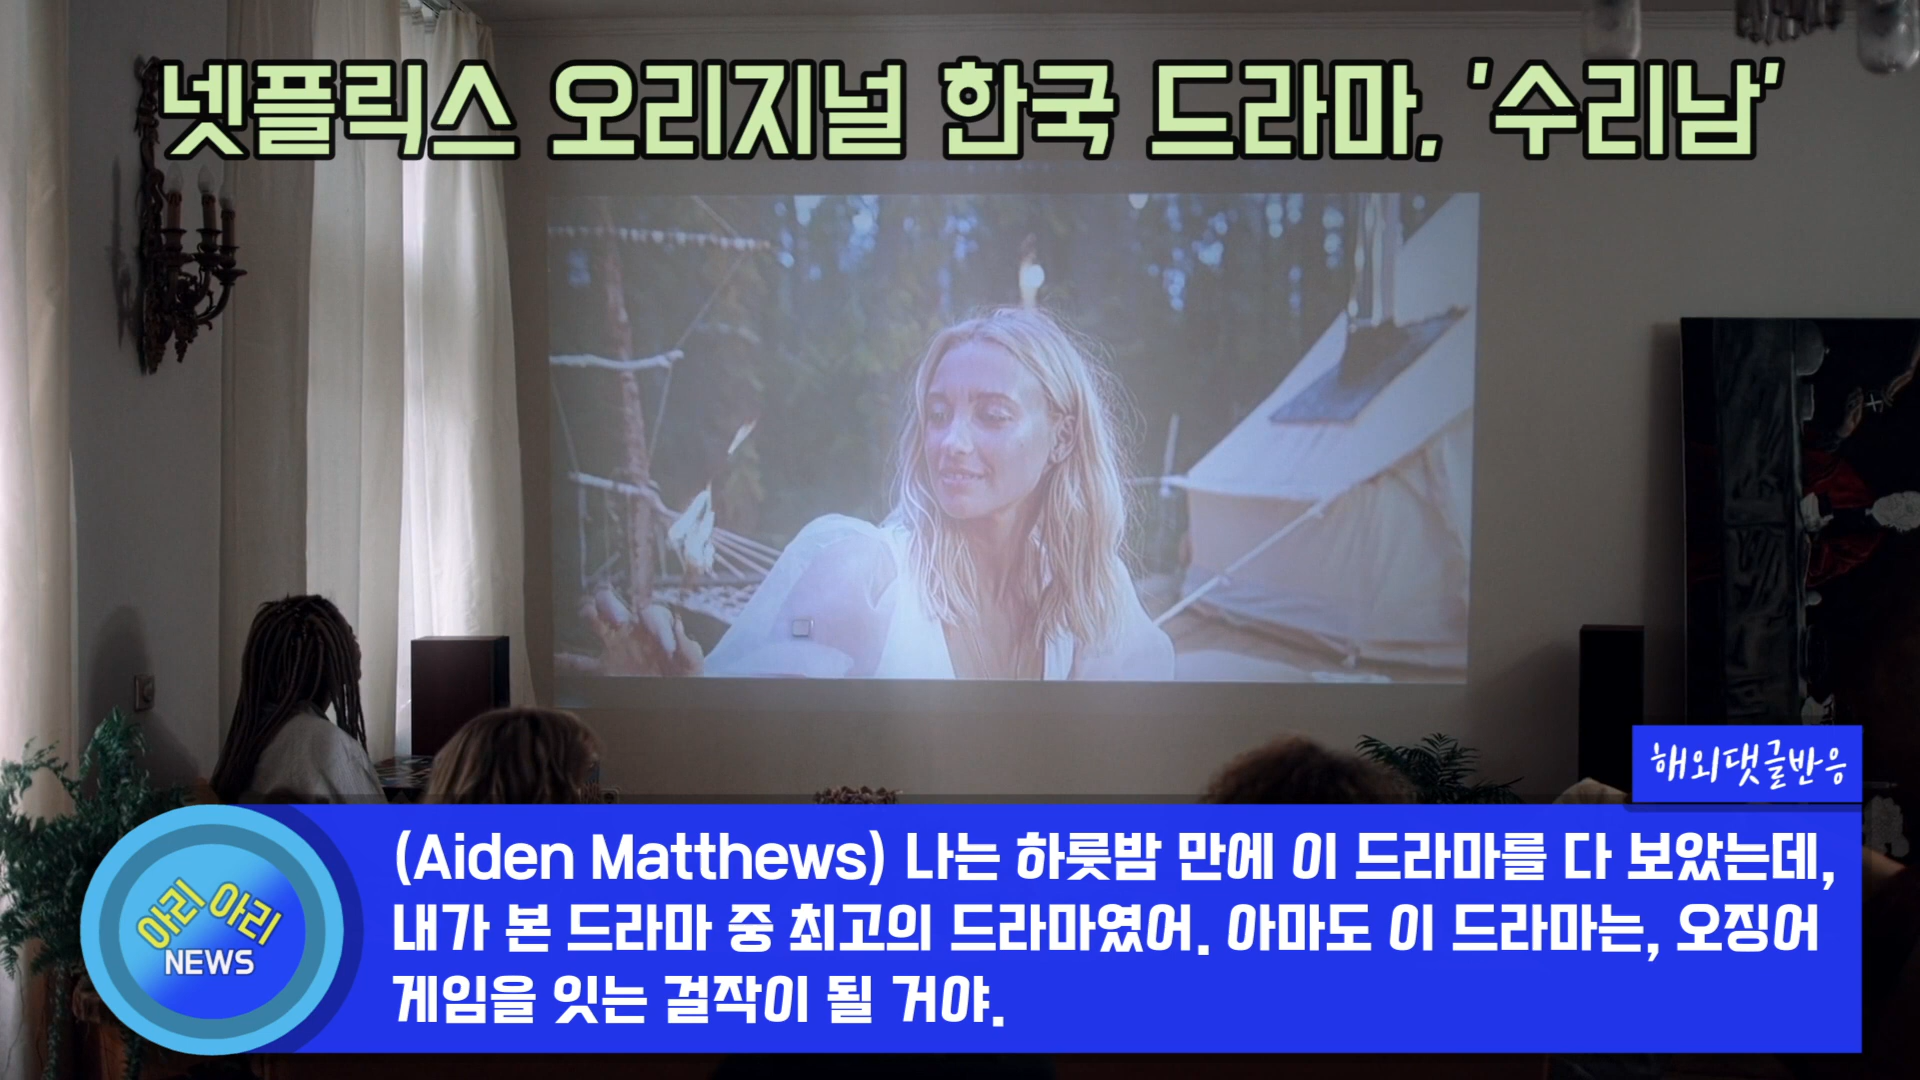 넷플릭스 오리지널 한국 드라마, '수리남'
해외댓글반응
(Aiden Matthews) 나는 하룻밤 만에 이 드라마를 다 보았는데,
내가 본 드라마 중 최고의 드라마였어. 아마도 이 드라마는, 오징어
게임을 잇는 걸작이 될 거야.
아리 아리
NEWS